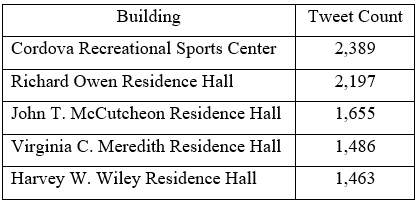 Building Tweet Count
Cordova Recreational Sports Center 2,389
Richard Owen Residence Hall 2,197
John T. McCutcheon Residence Hall 1,655
Virginia C. Meredith Residence Hall 1,486
Harvey W. Wiley Residence Hall 1,463